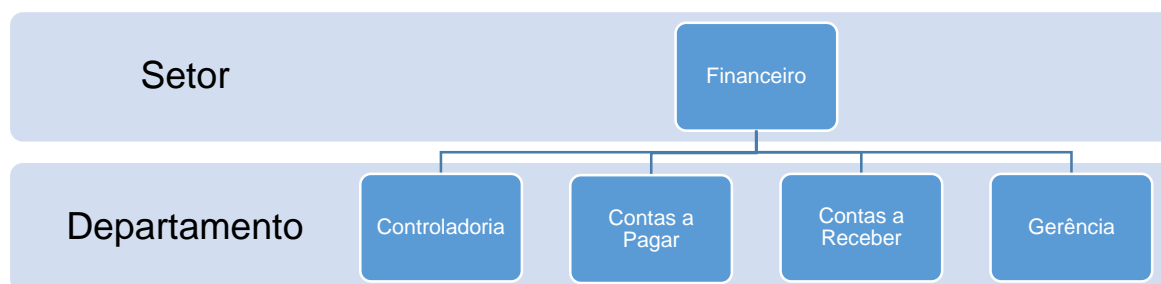 Setor
Financeiro
Departamento
Controladoria
Contas a
Pagar
Contas a
Receber
Gerência